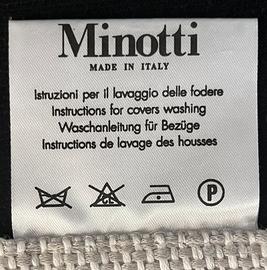 Minotti
MADE IN ITALY
Istruzioni per il lavaggio delle fodere
Instructions for covers washing
Waschanleitung für Bezüge
Instructions de lavage des housses
CL P